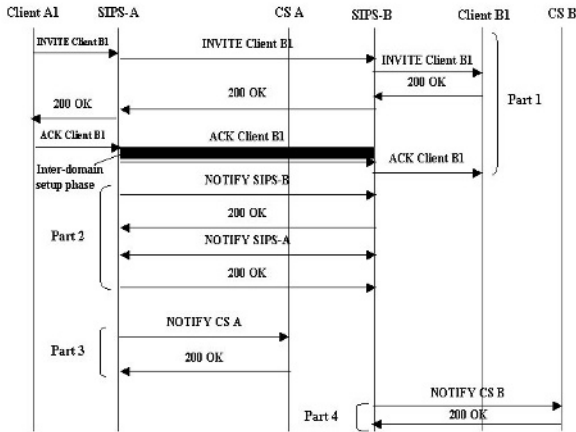 Client A1 SIPS-A CS A SIPS-B Client B1 CS B
INVITE Client B1
INVITE Client B1
INVITE Client B1
200 OK
200 OK
200 OK
Part 1
ACK Client B1
ACK Client B1
Inter-domain
setup phase
ACK Client B1
NOTIFY SIPS-B
200 OK
Part 2
NOTIFY SIPS-A
200 OK
NOTIFY CS A
Part 3
200 OK
NOTIFY CS B
Part 4
200 OK